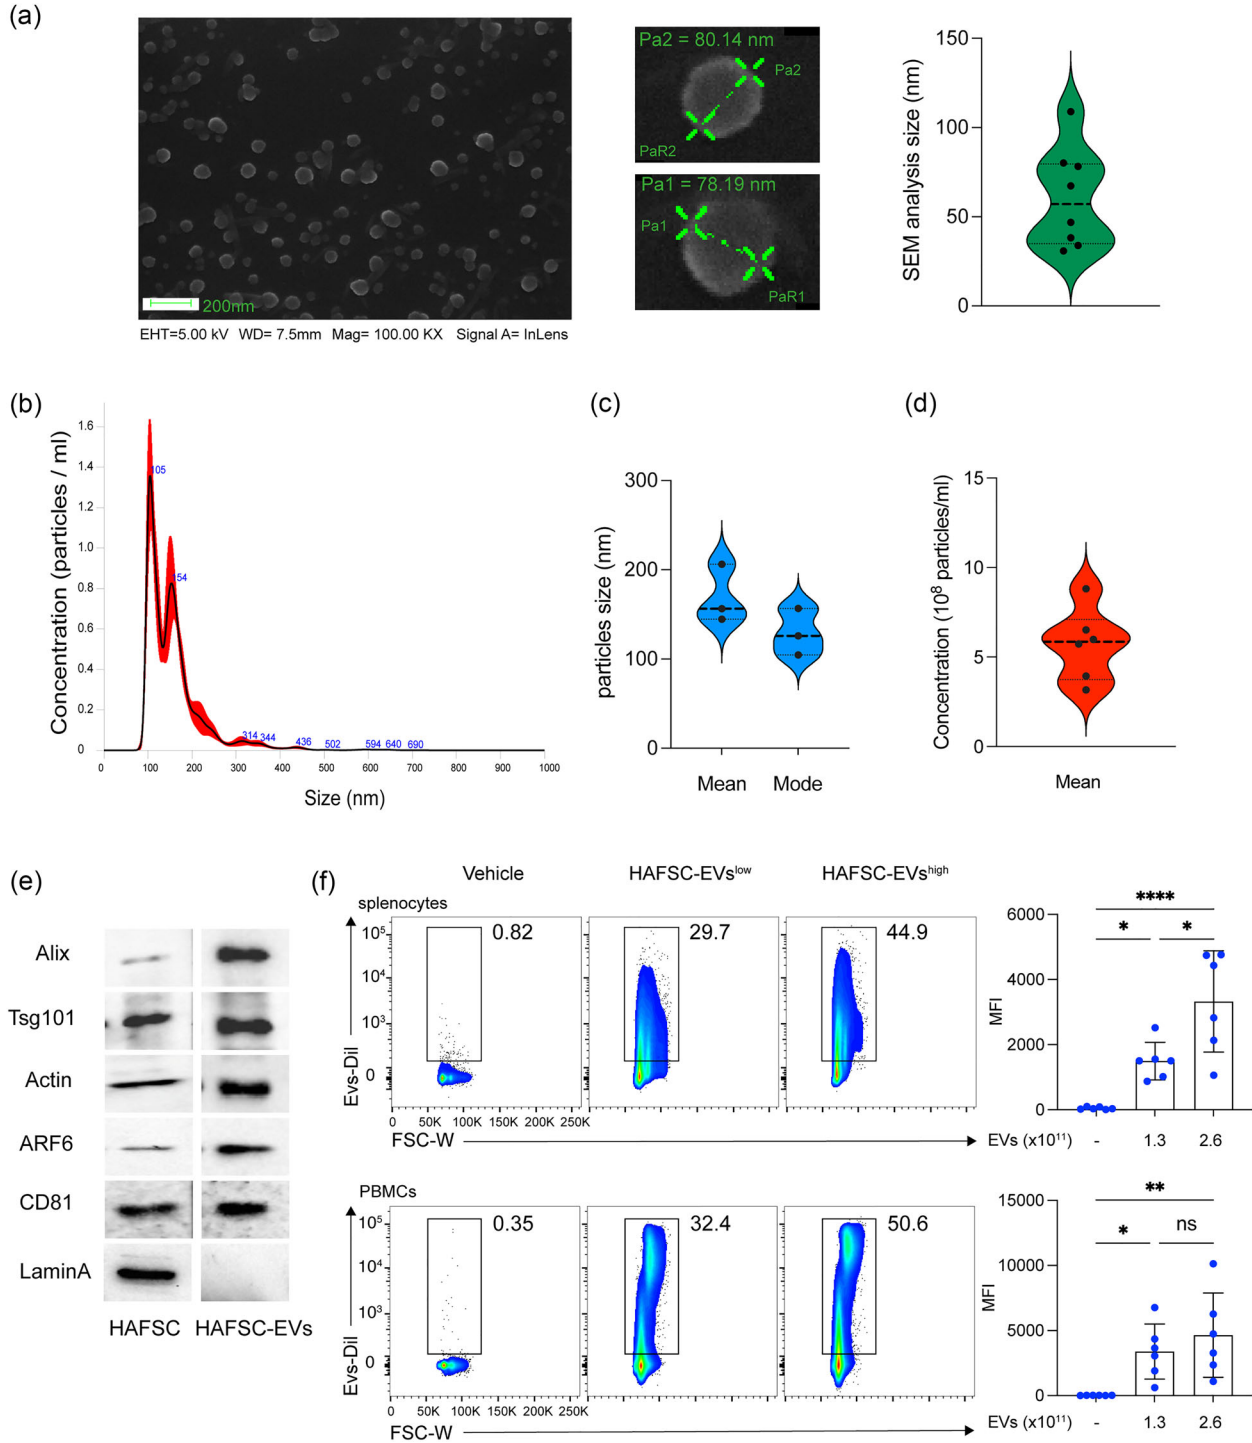 (a)
Pa2 = 80.14 nm
Pa2
PaR2
Pa1 = 78.19 nm
Pa1
PaR1
200nm
EHT=5.00 kV WD= 7.5mm Mag= 100.00 KX Signal A= InLens
SEM analysis size (nm)
150
100
50
0
(b)
Concentration (particles / ml)
1.6
1.4
1.2
1.0
0.8
0.6
0.4
0.2
0
105
154
314
344
436
502
594
640
690
0 100 200 300 400 500 600 700 800 900 1000
Size (nm)
(c)
particles size (nm)
300
200
100
0
Mean Mode
(d)
Concentration (10⁸ particles/ml)
15
10
5
0
Mean
(e)
Alix
Tsg101
Actin
ARF6
CD81
LaminA
HAFSC HAFSC-EVs
(f)
Vehicle HAFSC-EVsˡᵒʷ HAFSC-EVsʰⁱᵍʰ
splenocytes
0.82
29.7
44.9
10⁵
10⁴
10³
0
Evs-Dil
0 50K 100K 150K 200K 250K
FSC-W
MFI
6000
4000
2000
0
****
* *
EVs (x10¹¹) - 1.3 2.6
PBMCs
0.35
32.4
50.6
10⁵
10⁴
10³
0
Evs-Dil
0 50K 100K 150K 200K 250K
FSC-W
MFI
15000
10000
5000
0
**
* ns
EVs (x10¹¹) - 1.3 2.6